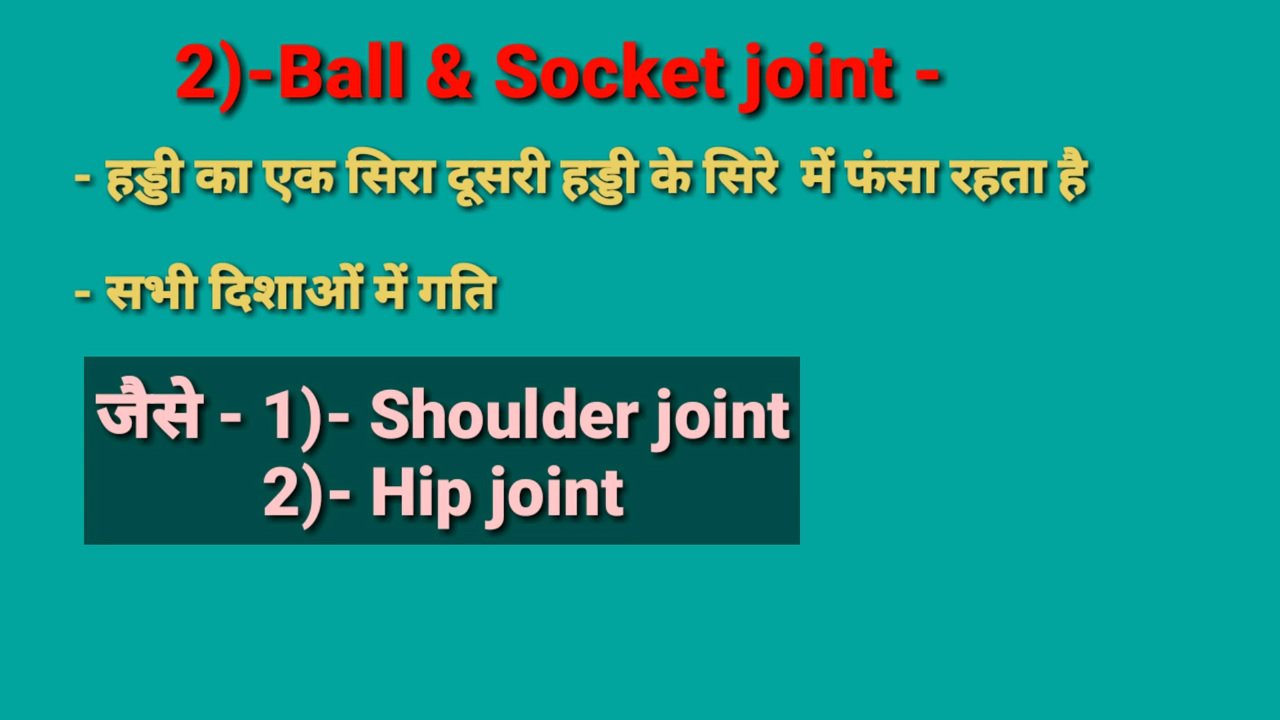 2)-Ball & Socket joint -
- हड्डी का एक सिरा दूसरी हड्डी के सिरे में फंसा रहता है
- सभी दिशाओं में गति
जैसे - 1)- Shoulder joint
2)- Hip joint